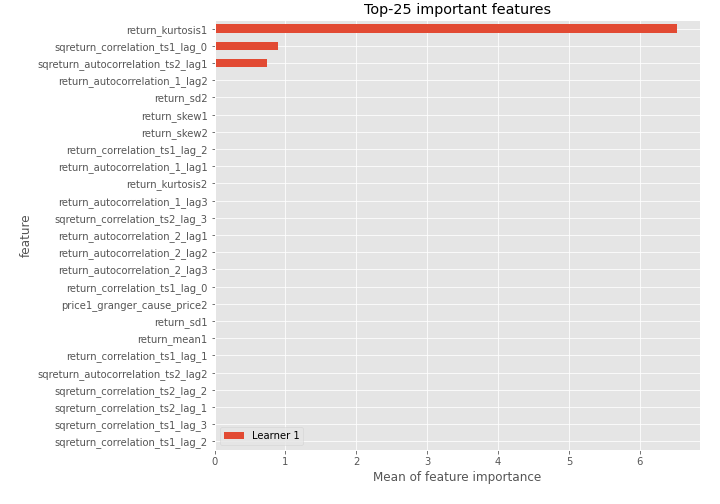 Top-25 important features
return_kurtosis1
sqreturn_correlation_ts1_lag_0
sqreturn_autocorrelation_ts2_lag1
return_autocorrelation_1_lag2
return_sd2
return_skew1
return_skew2
return_correlation_ts1_lag_2
return_autocorrelation_1_lag1
return_kurtosis2
return_autocorrelation_1_lag3
sqreturn_correlation_ts2_lag_3
return_autocorrelation_2_lag1
return_autocorrelation_2_lag2
return_autocorrelation_2_lag3
return_correlation_ts1_lag_0
price1_granger_cause_price2
return_sd1
return_mean1
return_correlation_ts1_lag_1
sqreturn_autocorrelation_ts2_lag2
sqreturn_correlation_ts2_lag_2
sqreturn_correlation_ts2_lag_1
sqreturn_correlation_ts1_lag_3
sqreturn_correlation_ts1_lag_2
feature
Learner 1
0 1 2 3 4 5 6
Mean of feature importance